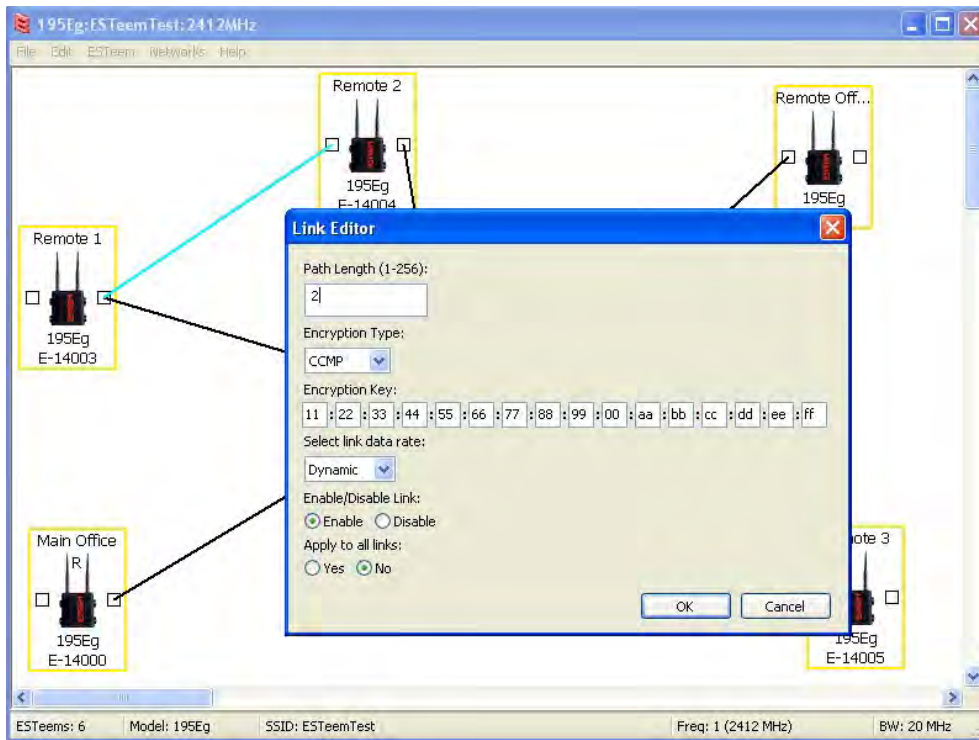 195Eg:ESTeemTest:2412MHz
File Edit ESTeem Networks Help
Remote 2
195Eg
E-14004
Remote Off...
195Eg
Remote 1
195Eg
E-14003
Link Editor
Path Length (1-256):
2
Encryption Type:
CCMP
Encryption Key:
11 : 22 : 33 : 44 : 55 : 66 : 77 : 88 : 99 : 00 : aa : bb : cc : dd : ee : ff
Select link data rate:
Dynamic
Enable/Disable Link:
Enable Disable
Apply to all links:
Yes No
OK Cancel
Main Office
R
195Eg
E-14000
ote 3
195Eg
E-14005
ESTeems: 6 Model: 195Eg SSID: ESTeemTest Freq: 1 (2412 MHz) BW: 20 MHz